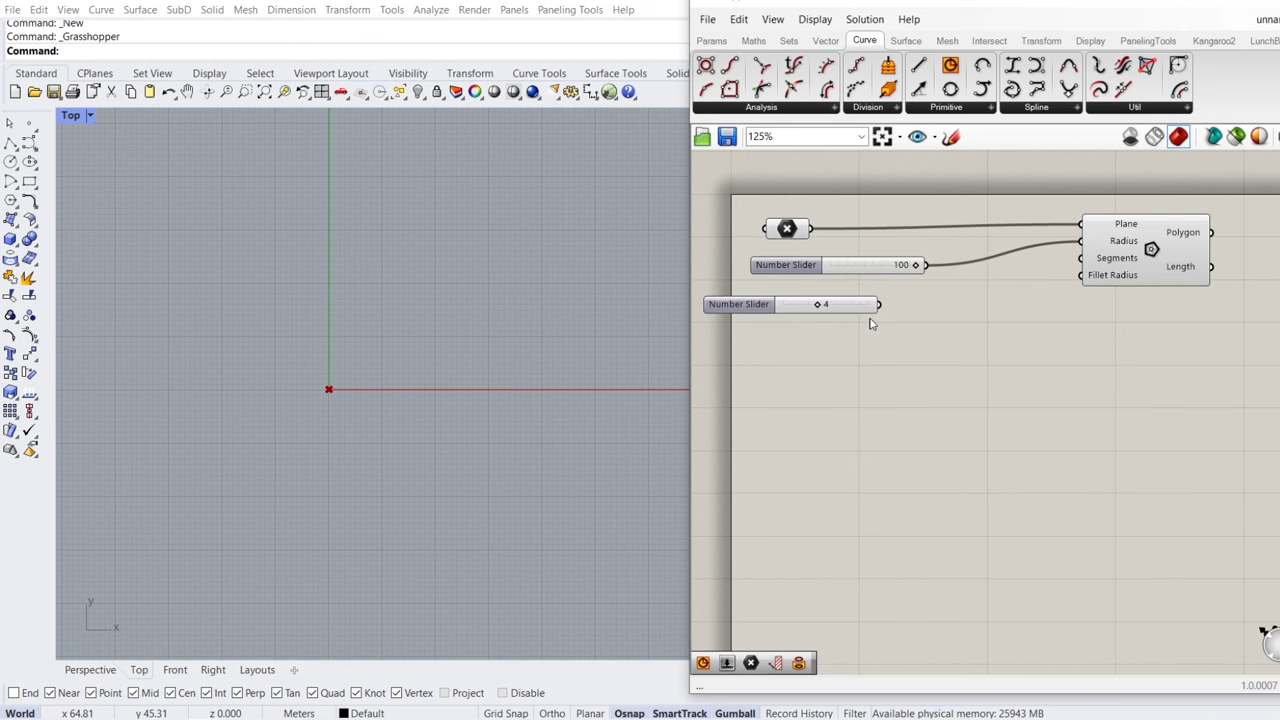 File Edit View Curve Surface SubD Solid Mesh Dimension Transform Tools Analyze Render Panels Paneling Tools Help
Command: _New
Command: _Grasshopper
Command:
Standard CPlanes Set View Display Select Viewport Layout Visibility Transform Curve Tools Surface Tools Solid
Top
x
y
x
Perspective Top Front Right Layouts
End Near Point Mid Cen Int Perp Tan Quad Knot Vertex Project Disable
World x 64.81 y 45.31 z 0.000 Meters Default Grid Snap Ortho Planar Osnap SmartTrack Gumball Record History Filter Available physical memory: 25943 MB
File Edit View Display Solution Help
Params Maths Sets Vector Curve Surface Mesh Intersect Transform Display PanelingTools Kangaroo2
Analysis Division Primitive Spline Util
125%
Plane
Radius
Segments
Fillet Radius
Polygon
Length
Number Slider 100
Number Slider 4
...
1.0.0007